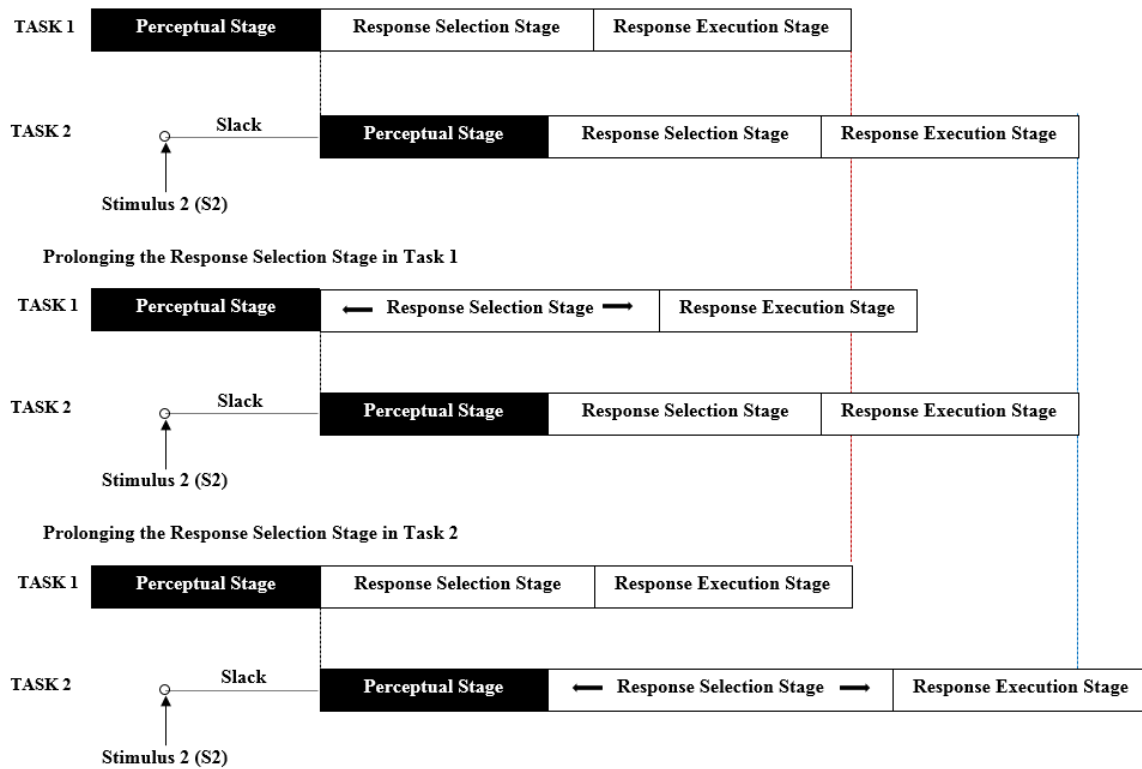 TASK 1 Perceptual Stage Response Selection Stage Response Execution Stage
Slack
TASK 2 Perceptual Stage Response Selection Stage Response Execution Stage
Stimulus 2 (S2)
Prolonging the Response Selection Stage in Task 1
TASK 1 Perceptual Stage Response Selection Stage Response Execution Stage
Slack
TASK 2 Perceptual Stage Response Selection Stage Response Execution Stage
Stimulus 2 (S2)
Prolonging the Response Selection Stage in Task 2
TASK 1 Perceptual Stage Response Selection Stage Response Execution Stage
Slack
TASK 2 Perceptual Stage Response Selection Stage Response Execution Stage
Stimulus 2 (S2)